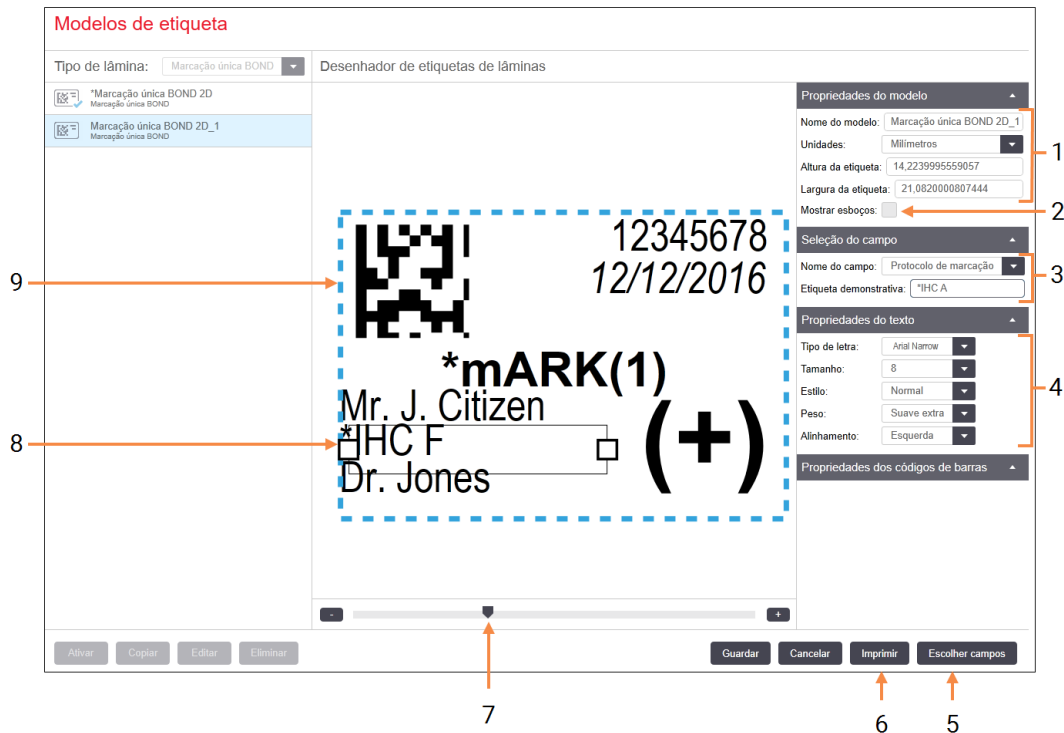 Modelos de etiqueta
Tipo de lâmina: Marcação única BOND
Desenhador de etiquetas de lâminas
*Marcação única BOND 2D
Marcação única BOND
Marcação única BOND 2D_1
Marcação única BOND
12345678
12/12/2016
*mARK(1)
Mr. J. Citizen
*IHC F
(+)
Dr. Jones
- +
Propriedades do modelo
Nome do modelo: Marcação única BOND 2D_1
Unidades: Milímetros
Altura da etiqueta: 14,2239995559057
Largura da etiqueta: 21,0820000807444
Mostrar esboços:
Seleção do campo
Nome do campo: Protocolo de marcação
Etiqueta demonstrativa: *IHC A
Propriedades do texto
Tipo de letra: Arial Narrow
Tamanho: 8
Estilo: Normal
Peso: Suave extra
Alinhamento: Esquerda
Propriedades dos códigos de barras
Ativar Copiar Editar Eliminar
Guardar Cancelar Imprimir Escolher campos
1
2
3
4
5
6
7
8
9